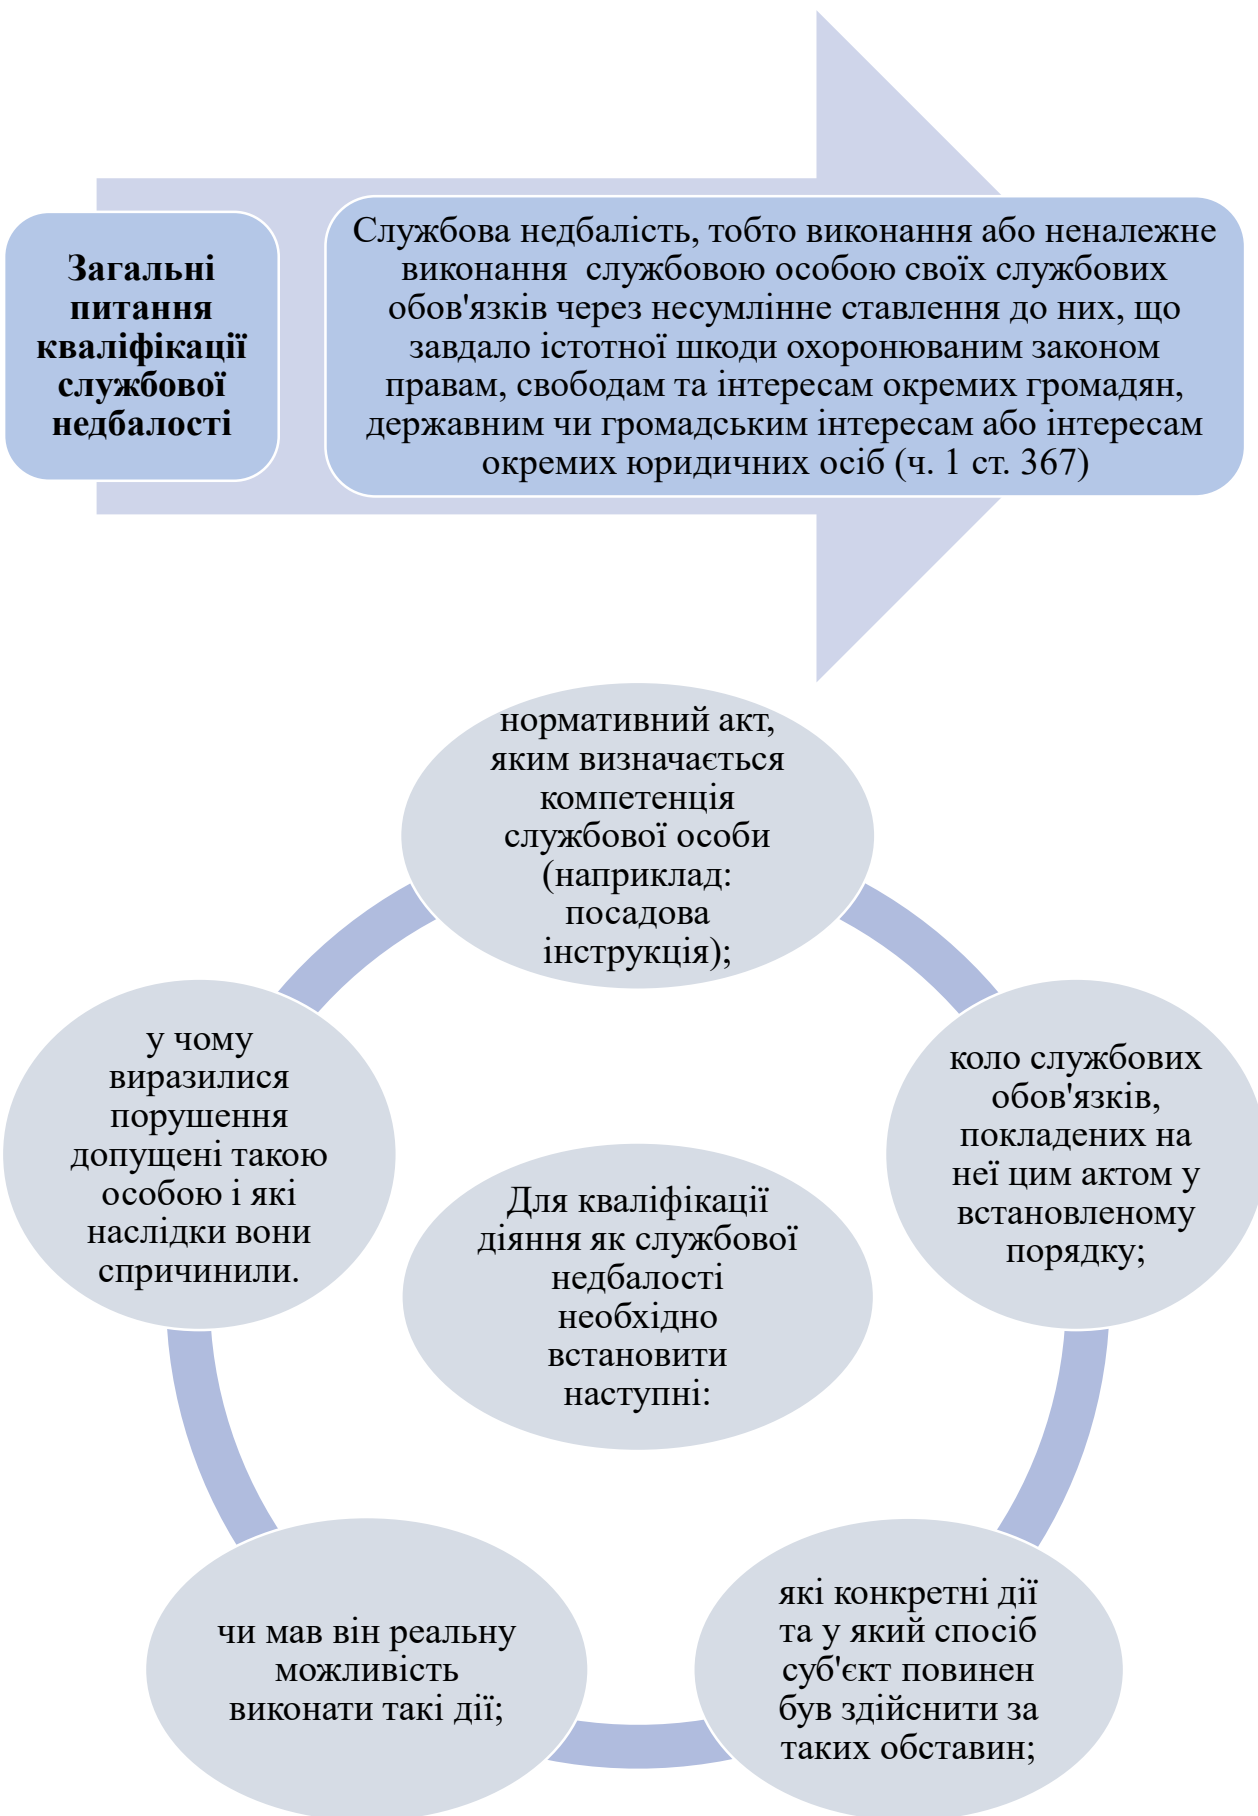 Загальні
питання
кваліфікації
службової
недбалості
Службова недбалість, тобто виконання або неналежне
виконання службовою особою своїх службових
обов'язків через несумлінне ставлення до них, що
завдало істотної шкоди охоронюваним законом
правам, свободам та інтересам окремих громадян,
державним чи громадським інтересам або інтересам
окремих юридичних осіб (ч. 1 ст. 367)
нормативний акт,
яким визначається
компетенція
службової особи
(наприклад:
посадова
інструкція);
коло службових
обов'язків,
покладених на
неї цим актом у
встановленому
порядку;
які конкретні дії
та у який спосіб
суб'єкт повинен
був здійснити за
таких обставин;
чи мав він реальну
можливість
виконати такі дії;
у чому
виразилися
порушення
допущені такою
особою і які
наслідки вони
спричинили.
Для кваліфікації
діяння як службової
недбалості
необхідно
встановити
наступні: